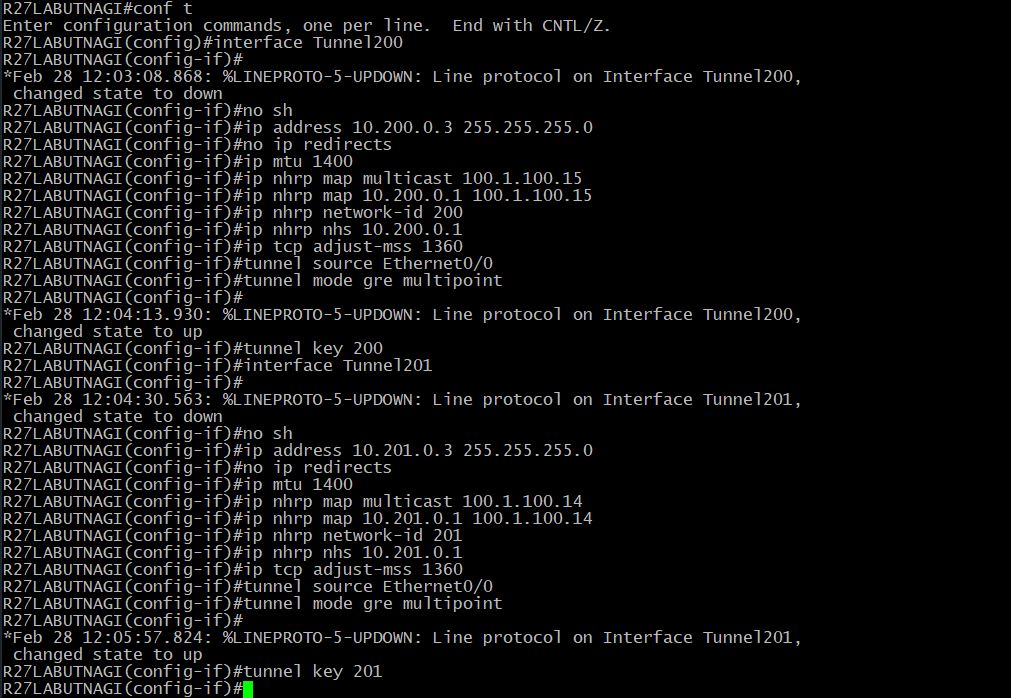 R27LABUTNAGI#conf t
Enter configuration commands, one per line.  End with CNTL/Z.
R27LABUTNAGI(config)#interface Tunnel200
R27LABUTNAGI(config-if)#
*Feb 28 12:03:08.868: %LINEPROTO-5-UPDOWN: Line protocol on Interface Tunnel200,
 changed state to down
R27LABUTNAGI(config-if)#no sh
R27LABUTNAGI(config-if)#ip address 10.200.0.3 255.255.255.0
R27LABUTNAGI(config-if)#no ip redirects
R27LABUTNAGI(config-if)#ip mtu 1400
R27LABUTNAGI(config-if)#ip nhrp map multicast 100.1.100.15
R27LABUTNAGI(config-if)#ip nhrp map 10.200.0.1 100.1.100.15
R27LABUTNAGI(config-if)#ip nhrp network-id 200
R27LABUTNAGI(config-if)#ip nhrp nhs 10.200.0.1
R27LABUTNAGI(config-if)#ip tcp adjust-mss 1360
R27LABUTNAGI(config-if)#tunnel source Ethernet0/0
R27LABUTNAGI(config-if)#tunnel mode gre multipoint
R27LABUTNAGI(config-if)#
*Feb 28 12:04:13.930: %LINEPROTO-5-UPDOWN: Line protocol on Interface Tunnel200,
 changed state to up
R27LABUTNAGI(config-if)#tunnel key 200
R27LABUTNAGI(config-if)#interface Tunnel201
R27LABUTNAGI(config-if)#
*Feb 28 12:04:30.563: %LINEPROTO-5-UPDOWN: Line protocol on Interface Tunnel201,
 changed state to down
R27LABUTNAGI(config-if)#no sh
R27LABUTNAGI(config-if)#ip address 10.201.0.3 255.255.255.0
R27LABUTNAGI(config-if)#no ip redirects
R27LABUTNAGI(config-if)#ip mtu 1400
R27LABUTNAGI(config-if)#ip nhrp map multicast 100.1.100.14
R27LABUTNAGI(config-if)#ip nhrp map 10.201.0.1 100.1.100.14
R27LABUTNAGI(config-if)#ip nhrp network-id 201
R27LABUTNAGI(config-if)#ip nhrp nhs 10.201.0.1
R27LABUTNAGI(config-if)#ip tcp adjust-mss 1360
R27LABUTNAGI(config-if)#tunnel source Ethernet0/0
R27LABUTNAGI(config-if)#tunnel mode gre multipoint
R27LABUTNAGI(config-if)#
*Feb 28 12:05:57.824: %LINEPROTO-5-UPDOWN: Line protocol on Interface Tunnel201,
 changed state to up
R27LABUTNAGI(config-if)#tunnel key 201
R27LABUTNAGI(config-if)#